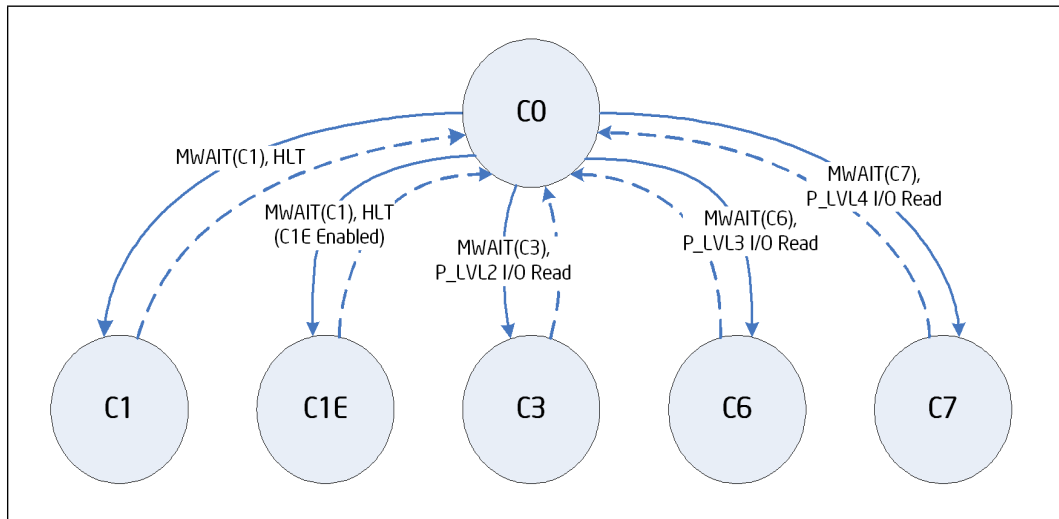 C0
MWAIT(C1), HLT
MWAIT(C1), HLT
(C1E Enabled)
MWAIT(C3),
P_LVL2 I/O Read
MWAIT(C6),
P_LVL3 I/O Read
MWAIT(C7),
P_LVL4 I/O Read
C1
C1E
C3
C6
C7